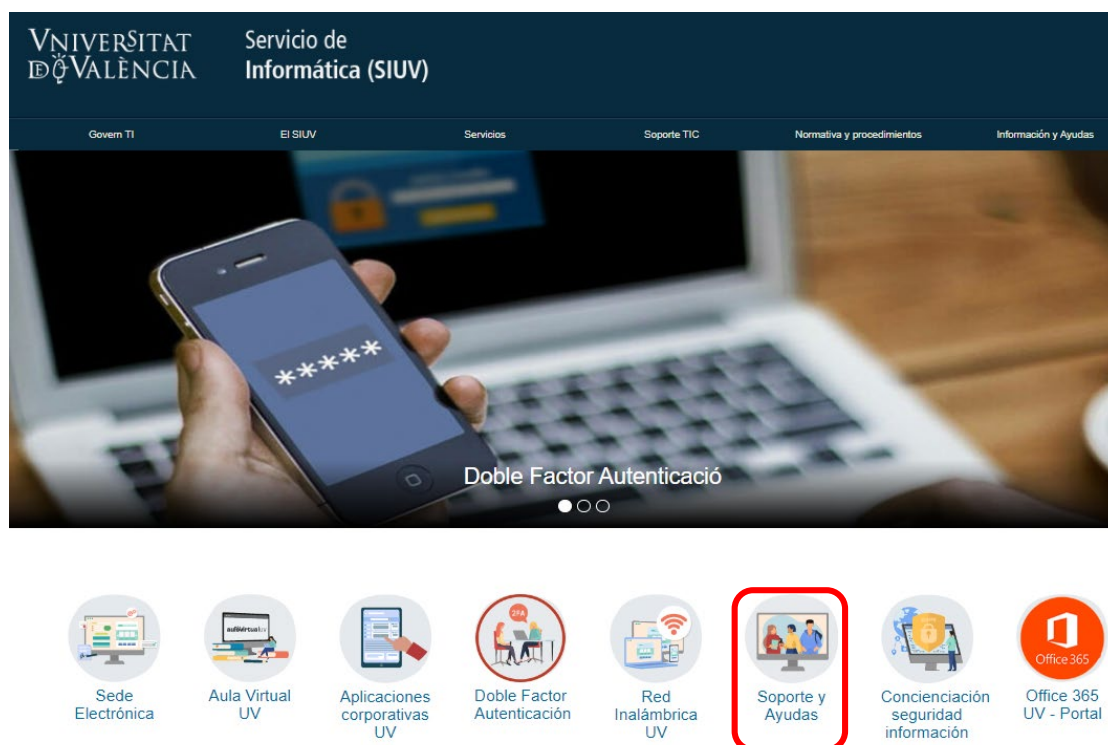 VNIVERSITAT
D VALÈNCIA
Servicio de
Informática (SIUV)
Govern TI
El SIUV
Servicios
Soporte TIC
Normativa y procedimientos
Información y Ayudas
*****
Doble Factor Autenticació
aulavirtual
2FA
Office 365
Sede
Electrónica
Aula Virtual
UV
Aplicaciones
corporativas
UV
Doble Factor
Autenticación
Red
Inalámbrica
UV
Soporte y
Ayudas
Concienciación
seguridad
información
Office 365
UV - Portal